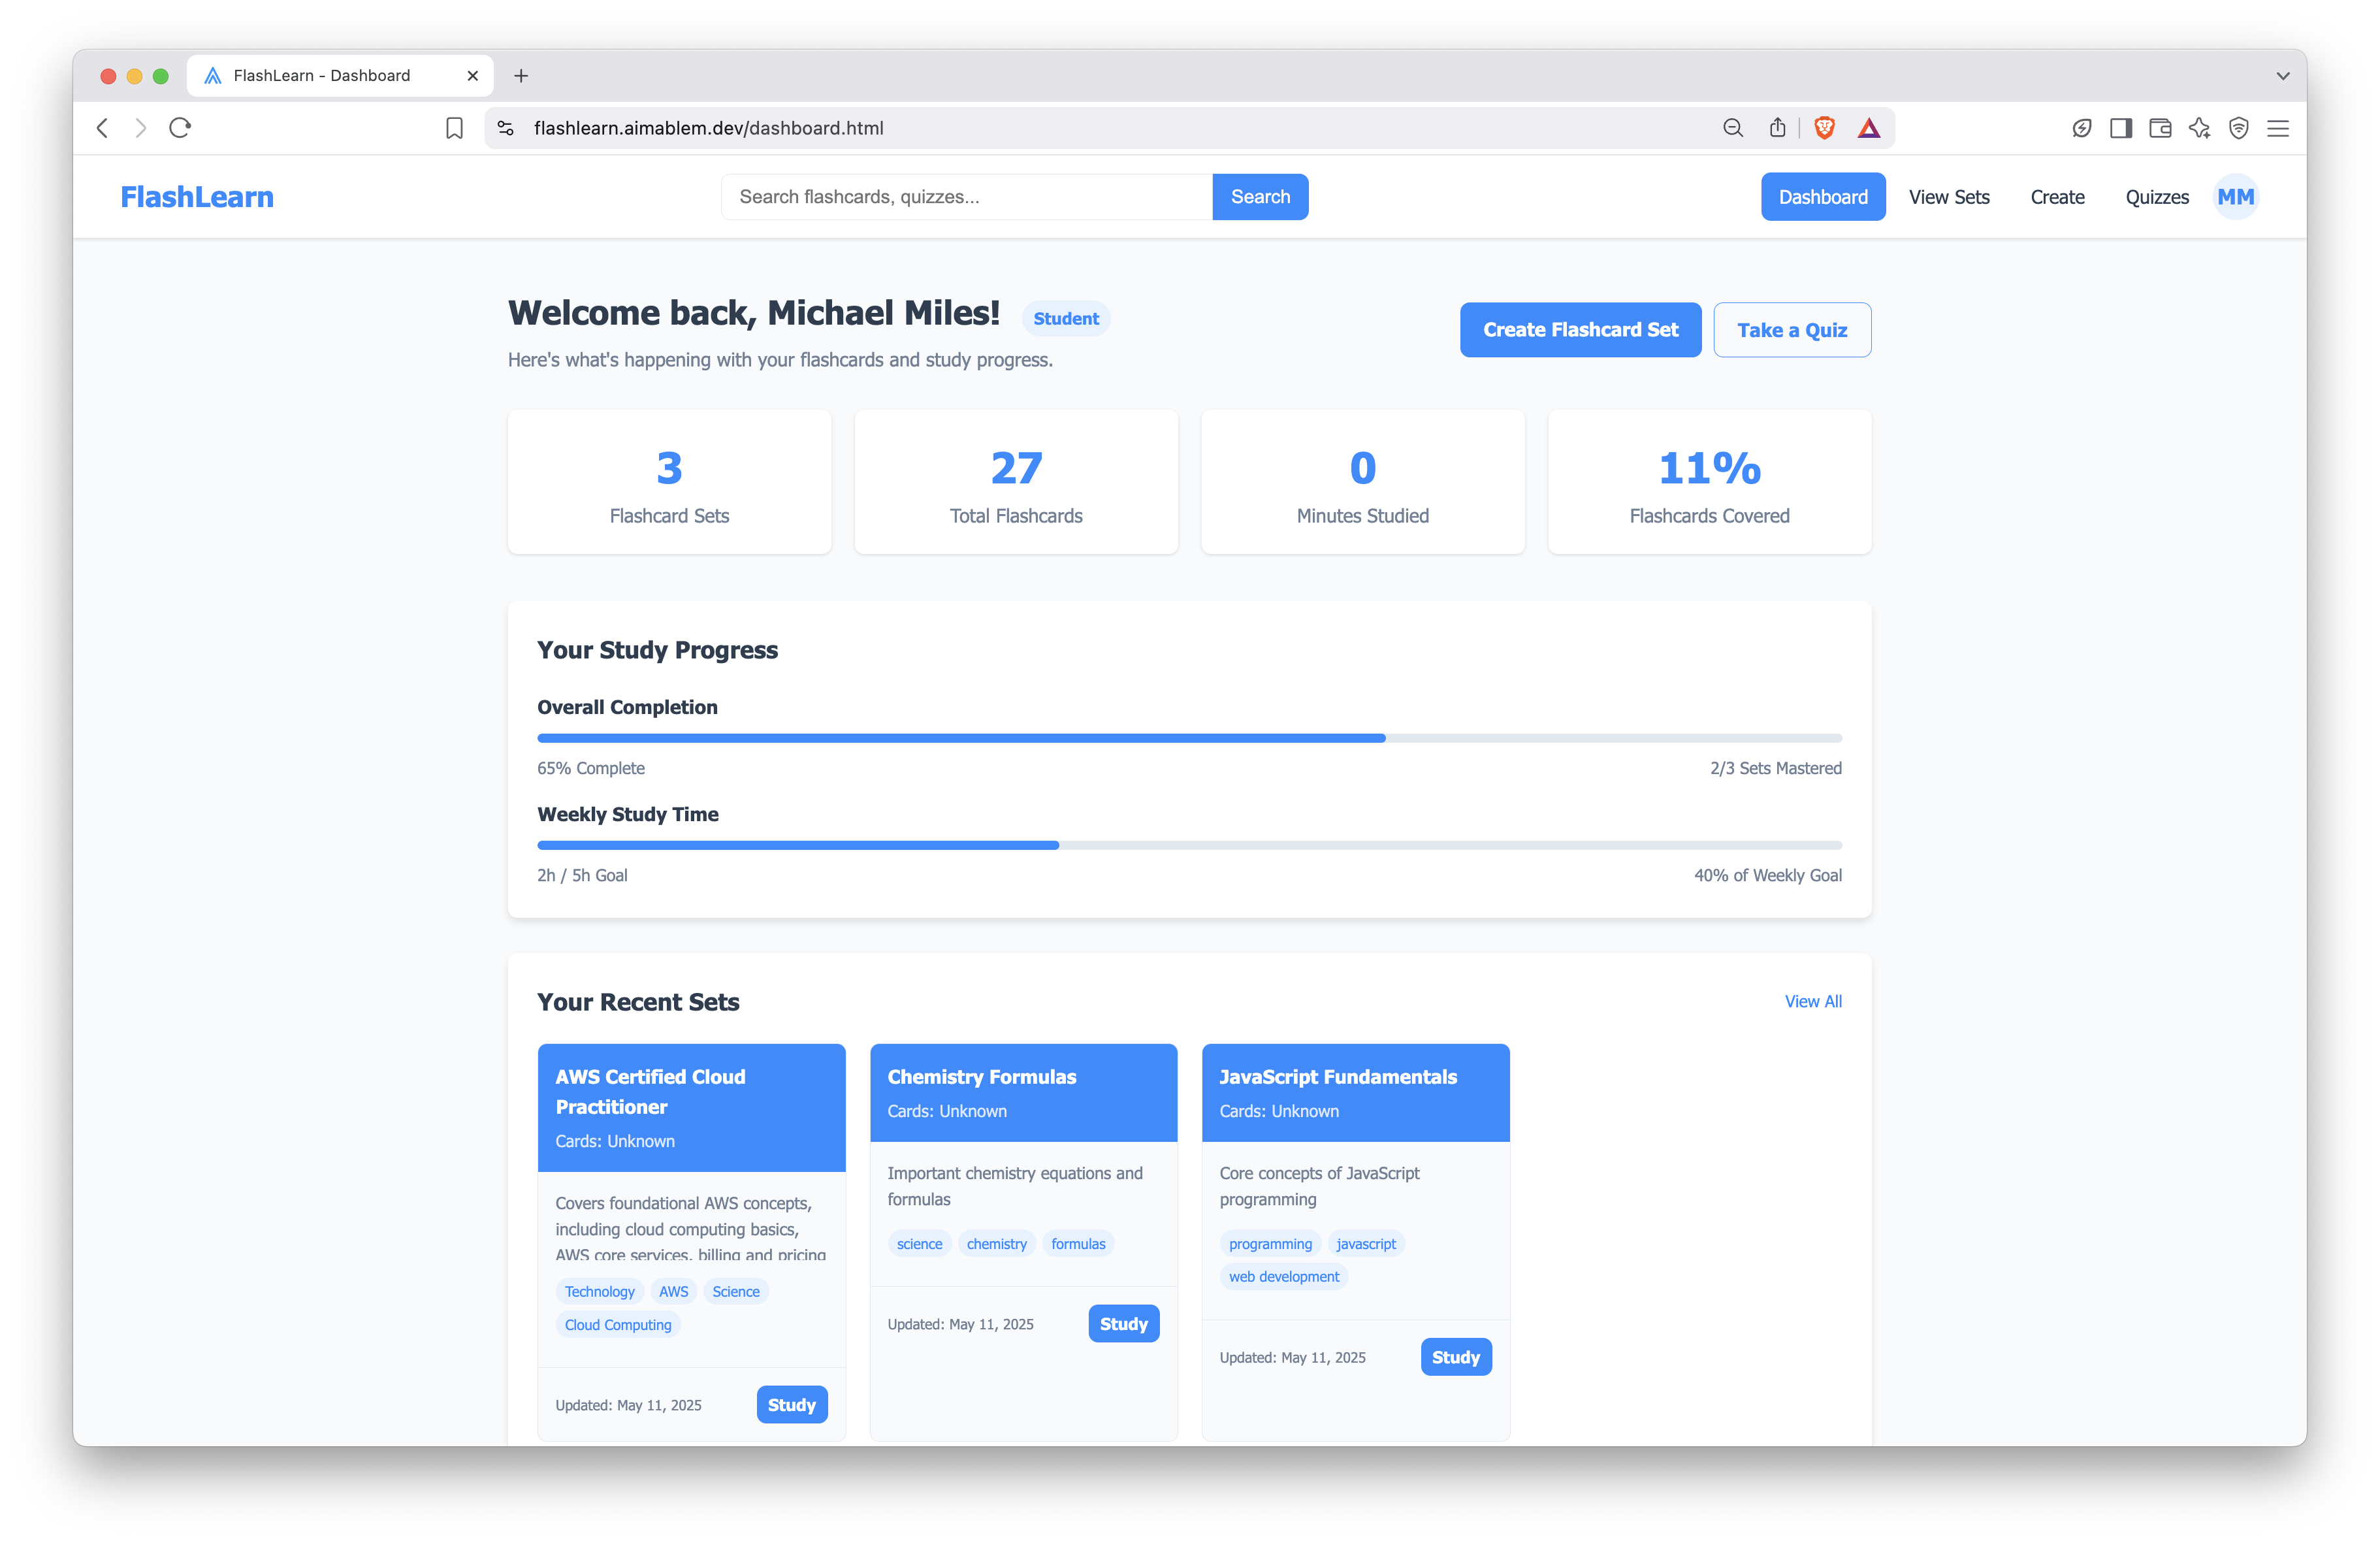 FlashLearn - Dashboard
flashlearn.aimablem.dev/dashboard.html
FlashLearn
Search flashcards, quizzes...
Search
Dashboard
View Sets
Create
Quizzes
MM
Welcome back, Michael Miles!
Student
Here's what's happening with your flashcards and study progress.
Create Flashcard Set
Take a Quiz
3
Flashcard Sets
27
Total Flashcards
0
Minutes Studied
11%
Flashcards Covered
Your Study Progress
Overall Completion
65% Complete
2/3 Sets Mastered
Weekly Study Time
2h / 5h Goal
40% of Weekly Goal
Your Recent Sets
View All
AWS Certified Cloud
Practitioner
Cards: Unknown
Covers foundational AWS concepts,
including cloud computing basics,
AWS core services, billing and pricing
Technology
AWS
Science
Cloud Computing
Updated: May 11, 2025
Study
Chemistry Formulas
Cards: Unknown
Important chemistry equations and
formulas
science
chemistry
formulas
Updated: May 11, 2025
Study
JavaScript Fundamentals
Cards: Unknown
Core concepts of JavaScript
programming
programming
javascript
web development
Updated: May 11, 2025
Study